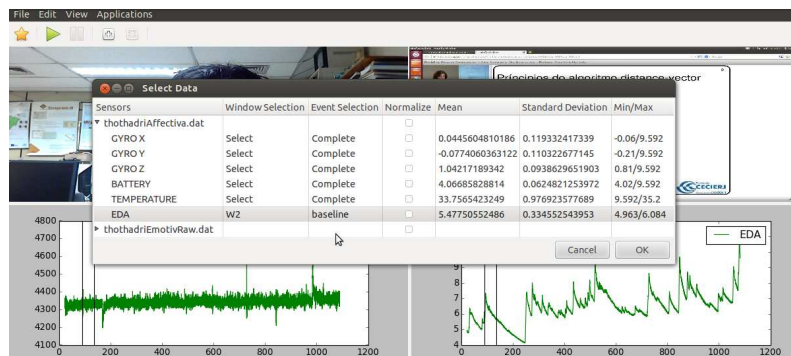 File Edit View Applications
Select Data
Príncipios do algoritmo distance vector
Sensors Window Selection Event Selection Normalize Mean Standard Deviation Min/Max
thothadriAffectiva.dat
GYRO X Select Complete 0.0445604810186 0.119332417339 -0.06/9.592
GYRO Y Select Complete -0.0774060363122 0.110322677145 -0.21/9.592
GYRO Z Select Complete 1.04217189342 0.0938629651903 0.81/9.592
BATTERY Select Complete 4.06685828814 0.0624821253972 4.02/9.592
TEMPERATURE Select Complete 33.7565423249 0.976923577689 9.592/35.2
EDA W2 baseline 5.47750552486 0.334552543953 4.963/6.084
thothadriEmotivRaw.dat
CECIERJ
Cancel OK
EDA
4800
4700
4600
4500
4400
4300
4200
4100
0 200 400 600 800 1000 1200
9
8
7
6
5
4
0 200 400 600 800 1000 1200